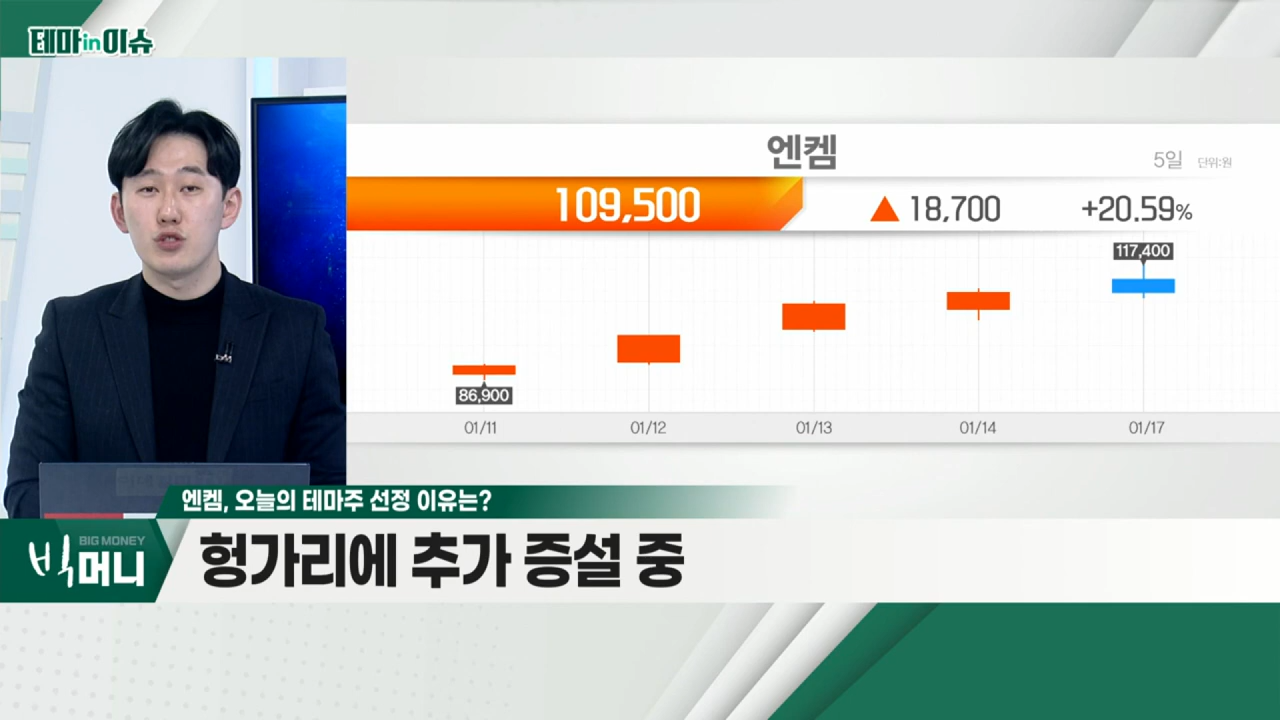 테마in이슈
엔켐
5일 단위:원
109,500 ▲ 18,700 +20.59%
117,400
86,900
01/11 01/12 01/13 01/14 01/17
엔켐, 오늘의 테마주 선정 이유는?
BIG MONEY
빅머니
헝가리에 추가 증설 중